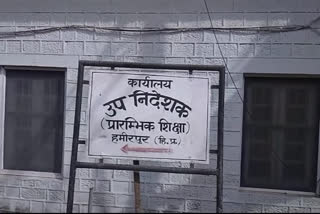 कार्यालय
उप निदेशक
(प्रारम्भिक शिक्षा)
हमीरपुर (हि.प्र.)